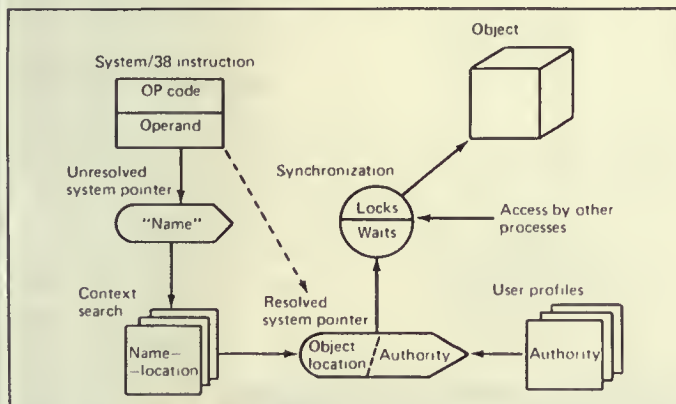 Object
System/38 instruction
OP code
Operand
Unresolved
system pointer
Synchronization
"Name"
Locks
Waits
Access by other
processes
Context
search
Resolved
system pointer
User profiles
Name–
–location
Object
location
Authority
Authority